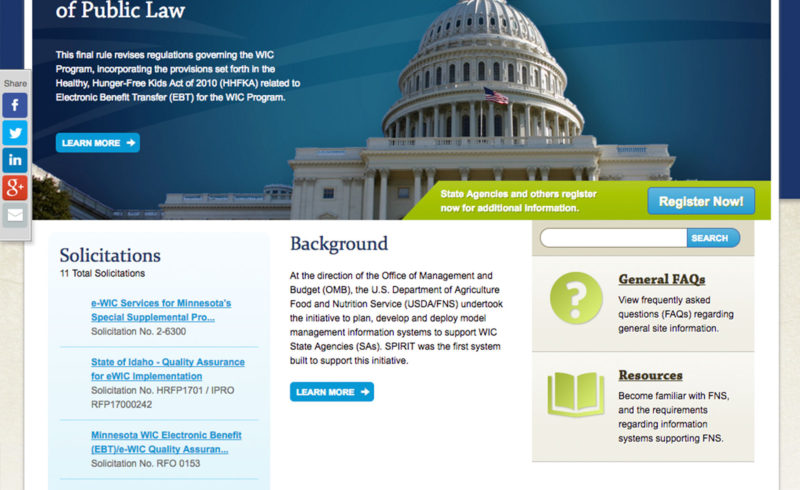 of Public Law
This final rule revises regulations governing the WIC
Program, incorporating the provisions set forth in the
Healthy, Hunger-Free Kids Act of 2010 (HHFKA) related to
Electronic Benefit Transfer (EBT) for the WIC Program.
LEARN MORE
Share
State Agencies and others register
now for additional information.
Register Now!
Solicitations
11 Total Solicitations
e-WIC Services for Minnesota's
Special Supplemental Pro...
Solicitation No. 2-6300
State of Idaho - Quality Assurance
for eWIC Implementation
Solicitation No. HRFP1701 / IPRO
RFP17000242
Minnesota WIC Electronic Benefit
(EBT)/e-WIC Quality Assuran...
Solicitation No. RFO 0153
Background
At the direction of the Office of Management and
Budget (OMB), the U.S. Department of Agriculture
Food and Nutrition Service (USDA/FNS) undertook
the initiative to plan, develop and deploy model
management information systems to support WIC
State Agencies (SAs). SPIRIT was the first system
built to support this initiative.
LEARN MORE
SEARCH
General FAQs
View frequently asked
questions (FAQs) regarding
general site information.
Resources
Become familiar with FNS,
and the requirements
regarding information
systems supporting FNS.